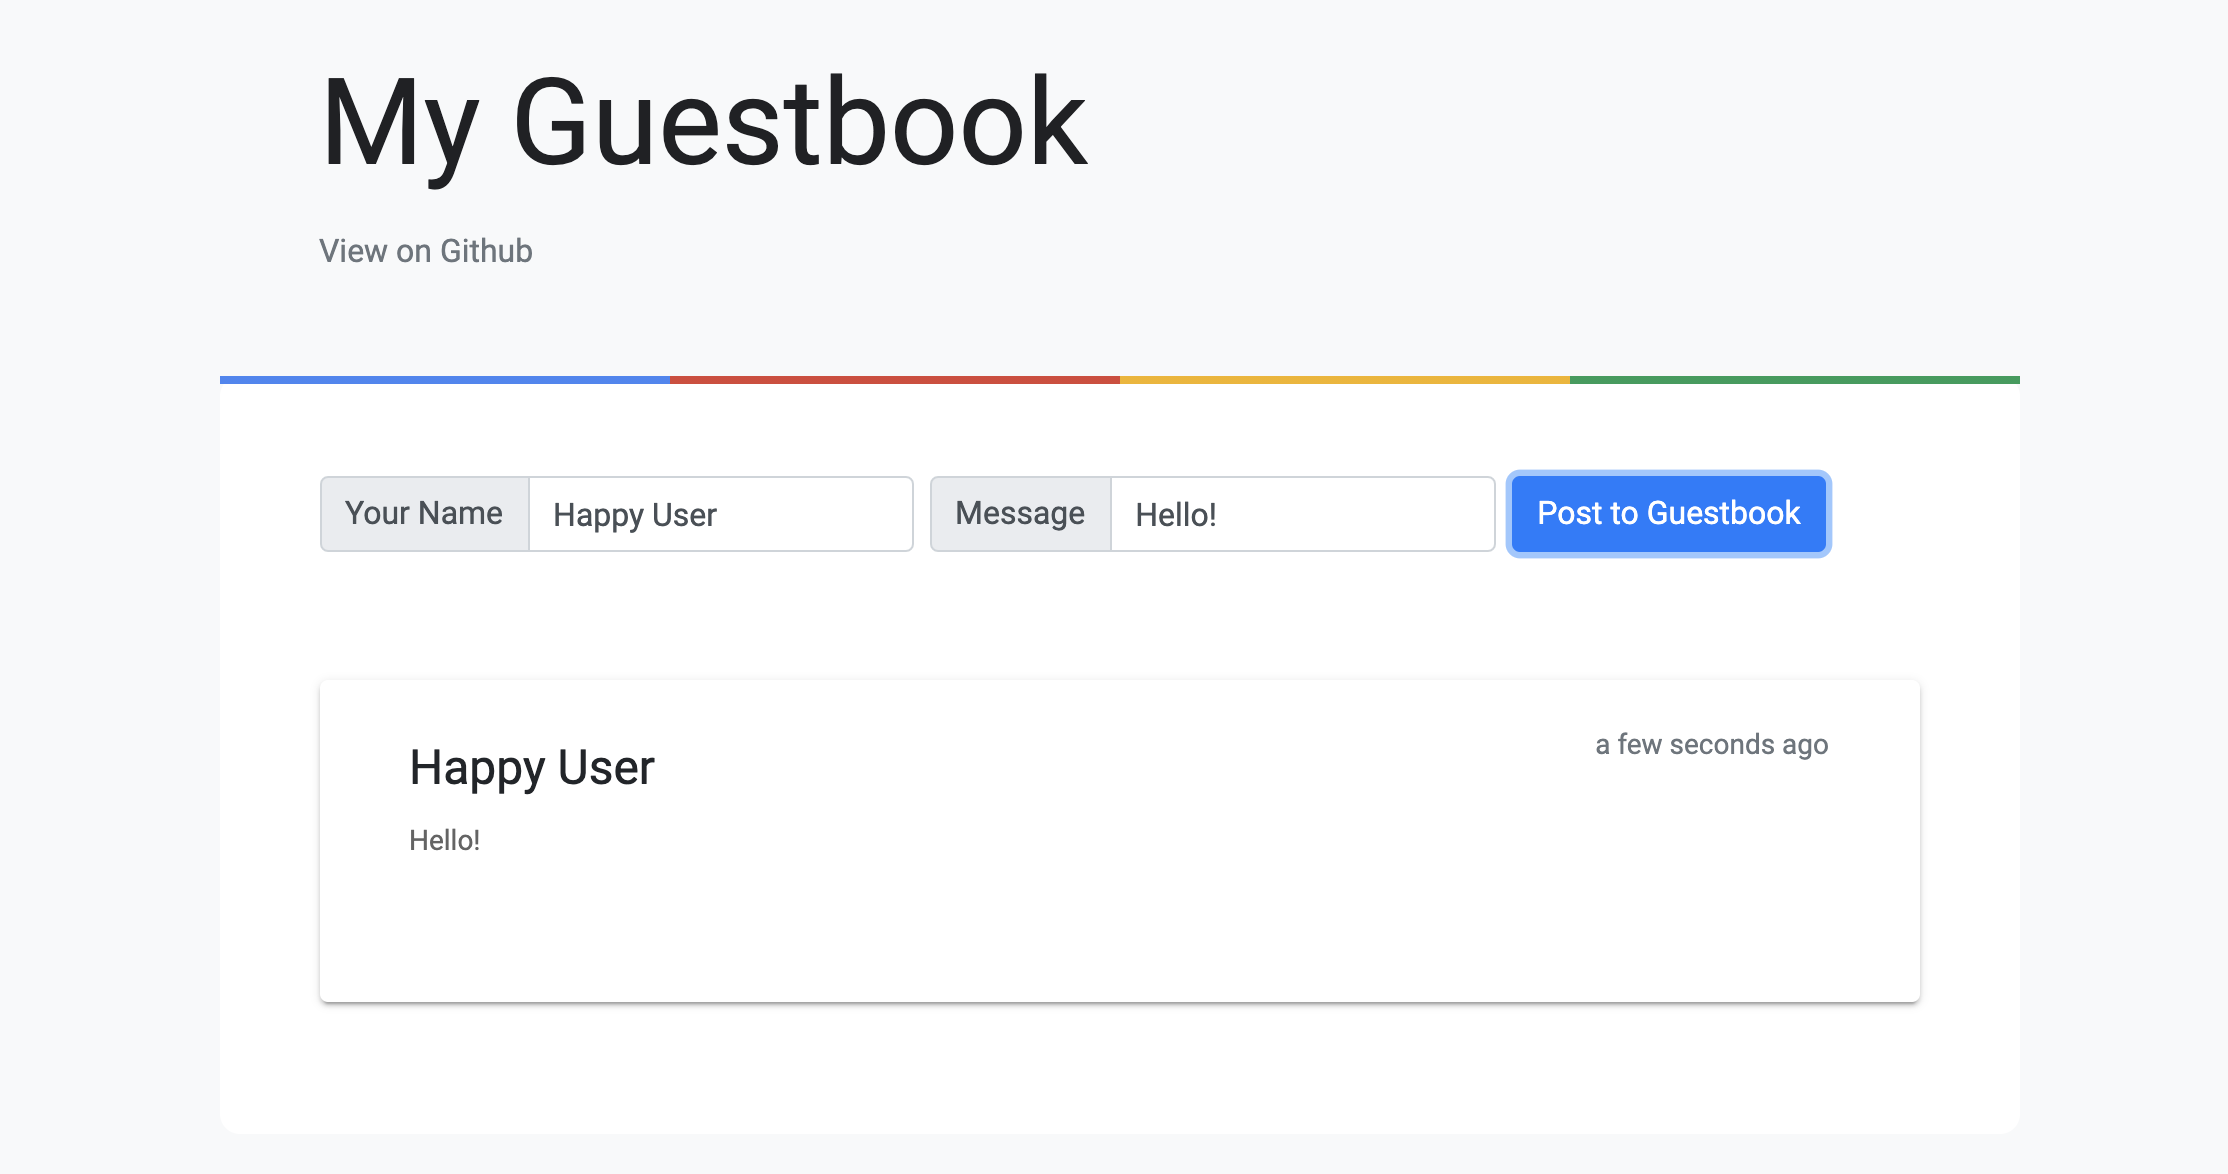 My Guestbook
View on Github
Your Name Happy User Message Hello! Post to Guestbook
Happy User
a few seconds ago
Hello!